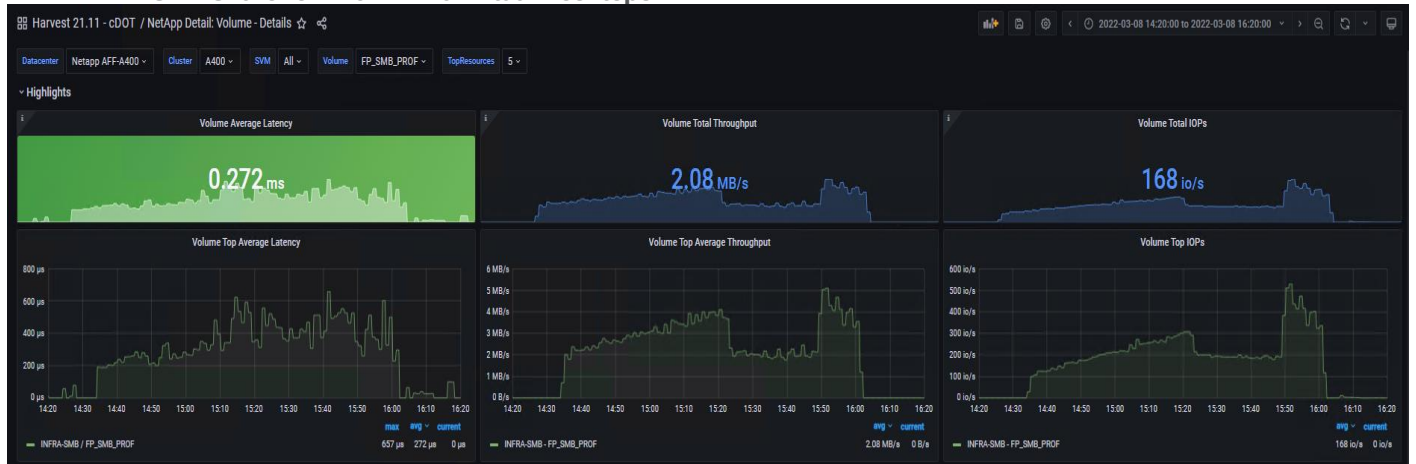 Harvest 21.11 - cDOT / NetApp Detail: Volume - Details
2022-03-08 14:20:00 to 2022-03-08 16:20:00
Datacenter Netapp AFF-A400 Cluster A400 SVM All Volume FP_SMB_PROF TopResources 5
Highlights
Volume Average Latency
0.272 ms
Volume Total Throughput
2.08 MB/s
Volume Total IOPs
168 io/s
Volume Top Average Latency
800 µs
600 µs
400 µs
200 µs
0 µs
14:20 14:30 14:40 14:50 15:00 15:10 15:20 15:30 15:40 15:50 16:00 16:10 16:20
max avg current
INFRA-SMB / FP_SMB_PROF 657 µs 272 µs 0 µs
Volume Top Average Throughput
6 MB/s
5 MB/s
4 MB/s
3 MB/s
2 MB/s
1 MB/s
0 B/s
14:20 14:30 14:40 14:50 15:00 15:10 15:20 15:30 15:40 15:50 16:00 16:10 16:20
avg current
INFRA-SMB - FP_SMB_PROF 2.08 MB/s 0 B/s
Volume Top IOPs
600 io/s
500 io/s
400 io/s
300 io/s
200 io/s
100 io/s
0 io/s
14:20 14:30 14:40 14:50 15:00 15:10 15:20 15:30 15:40 15:50 16:00 16:10 16:20
avg current
INFRA-SMB - FP_SMB_PROF 168 io/s 0 io/s